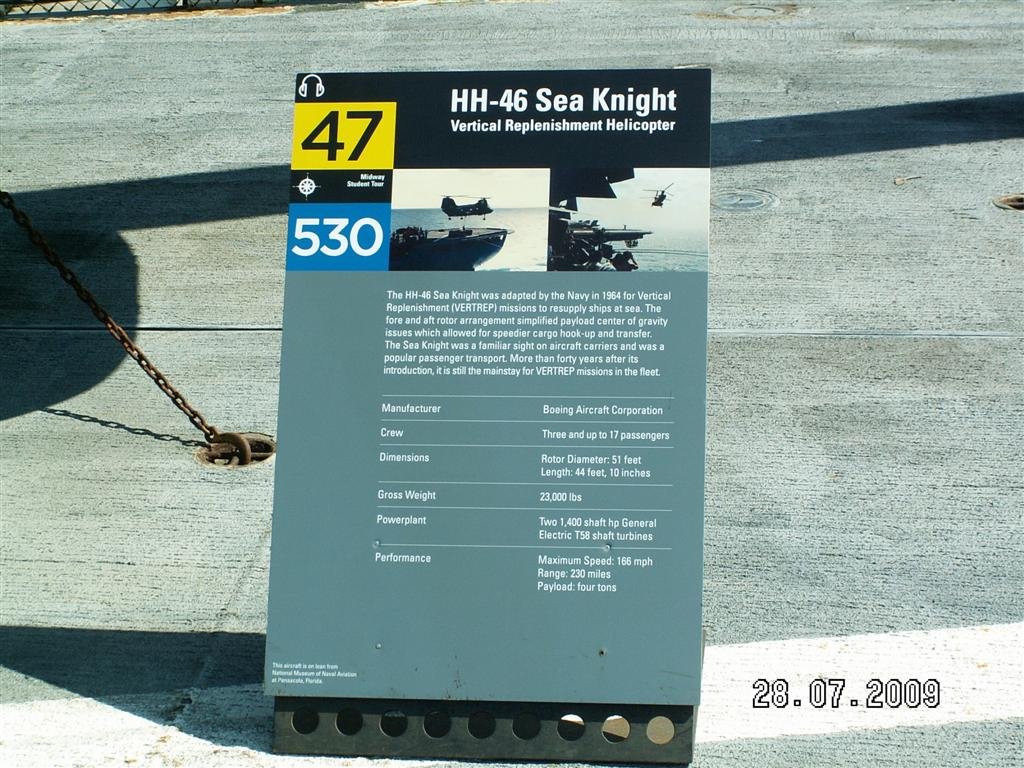 HH-46 Sea Knight
Vertical Replenishment Helicopter
47
Midway
Student Tour
530
The HH-46 Sea Knight was adapted by the Navy in 1964 for Vertical
Replenishment (VERTREP) missions to resupply ships at sea. The
fore and aft rotor arrangement simplified payload center of gravity
issues which allowed for speedier cargo hook-up and transfer.
The Sea Knight was a familiar sight on aircraft carriers and was a
popular passenger transport. More than forty years after its
introduction, it is still the mainstay for VERTREP missions in the fleet.
Manufacturer Boeing Aircraft Corporation
Crew Three and up to 17 passengers
Dimensions Rotor Diameter: 51 feet
Length: 44 feet, 10 inches
Gross Weight 23,000 lbs
Powerplant Two 1,400 shaft hp General
Electric T58 shaft turbines
Performance Maximum Speed: 166 mph
Range: 230 miles
Payload: four tons
This aircraft is on loan from
National Museum of Naval Aviation
at Pensacola, Florida.
28.07.2009